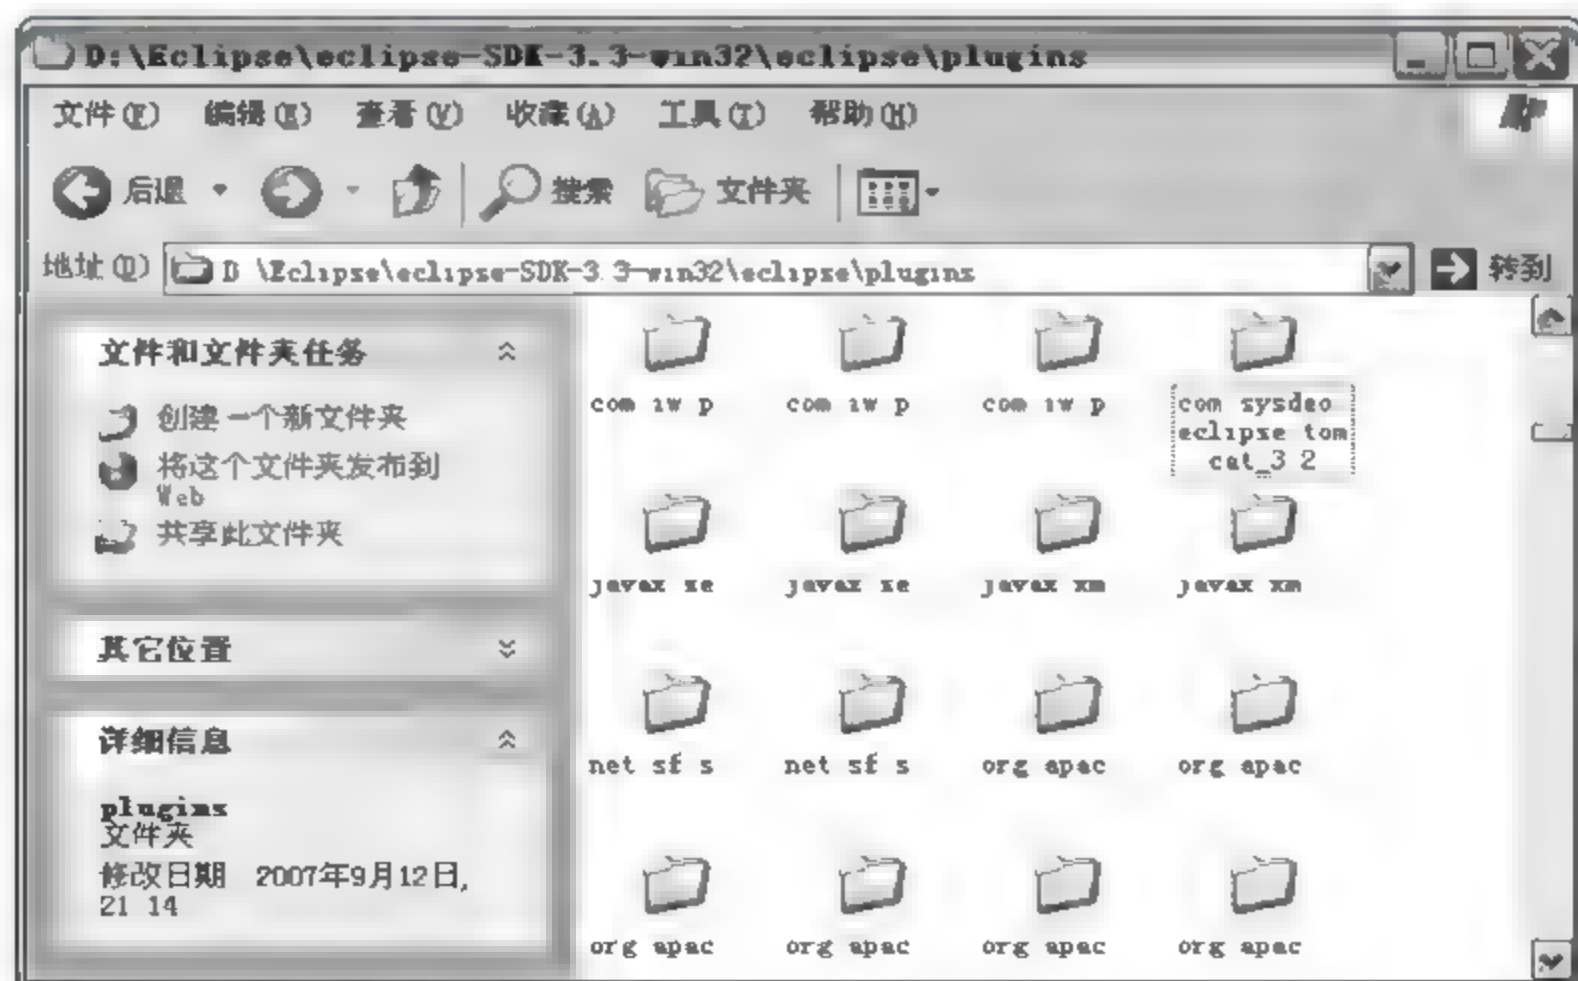 D:\Eclipse\eclipse-SDK-3.3-win32\eclipse\plugins
文件(F) 编辑(E) 查看(V) 收藏(A) 工具(T) 帮助(H)
后退 搜索 文件夹
地址(D) D \Eclipse\eclipse-SDK-3.3-win32\eclipse\plugins 转到
文件和文件夹任务
创建一个新文件夹
将这个文件夹发布到
Web
共享此文件夹
其它位置
详细信息
plugins
文件夹
修改日期 2007年9月12日,
21 14
com iw p com iw p com iw p com sysdeo
eclipse tom
cat_3 2
javax se javax se javax xm javax xm
net sf s net sf s org apac org apac
org apac org apac org apac org apac